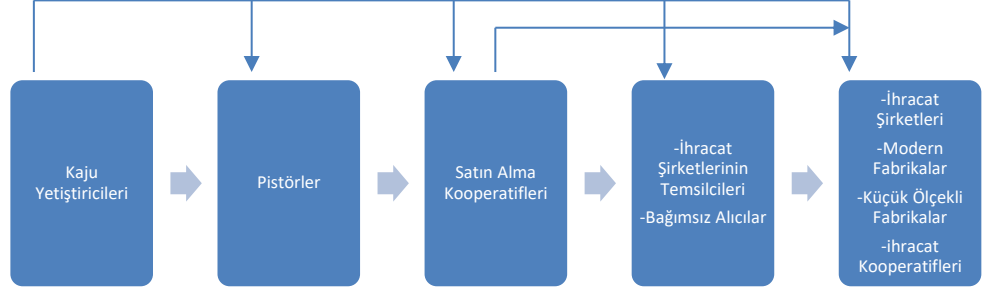 Kaju
Yetiştiricileri
Pistörler
Satın Alma
Kooperatifleri
-İhracat
Şirketlerinin
Temsilcileri
-Bağımsız Alıcılar
-İhracat
Şirketleri
-Modern
Fabrikalar
-Küçük Ölçekli
Fabrikalar
-ihracat
Kooperatifleri